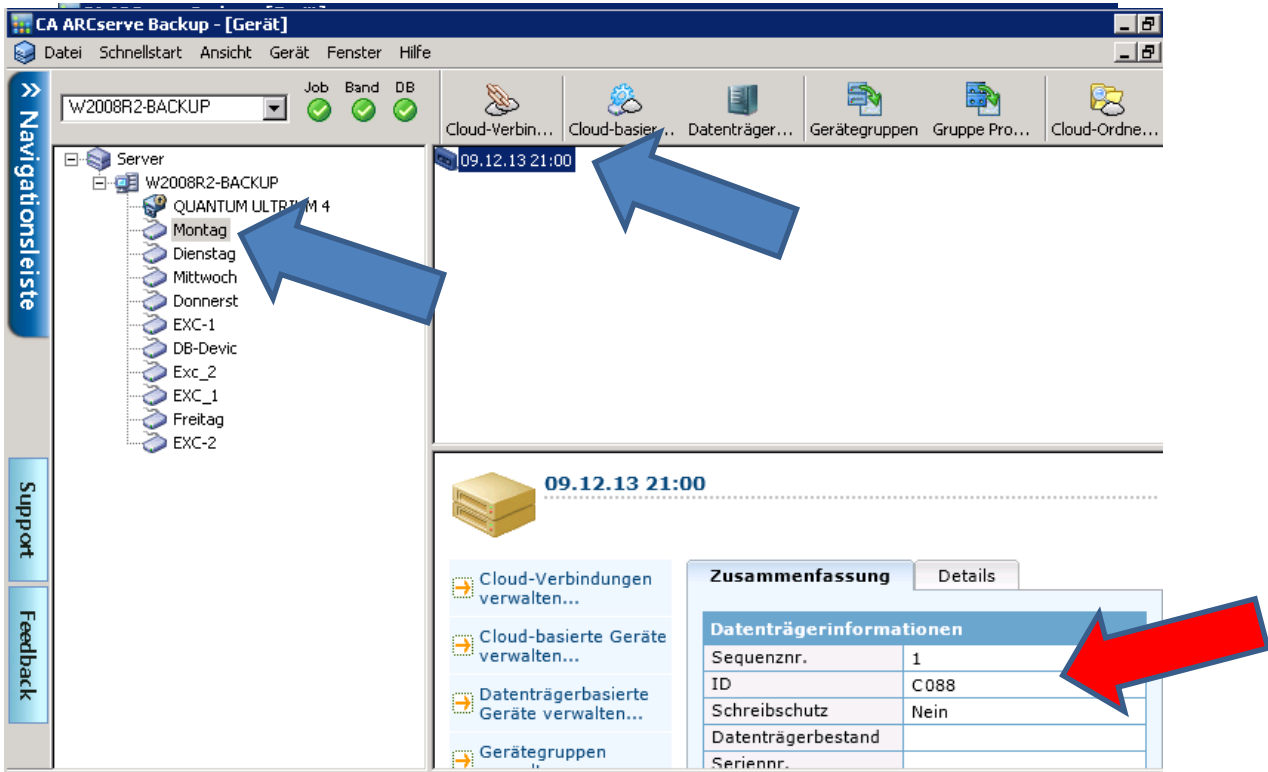 CA ARCserve Backup - [Gerät]
Datei Schnellstart Ansicht Gerät Fenster Hilfe
Navigationsleiste
W2008R2-BACKUP
Job Band DB
Cloud-Verbin... Cloud-basier... Datenträger... Gerätegruppen Gruppe Pro... Cloud-Ordne...
Server
W2008R2-BACKUP
QUANTUM ULTRIUM 4
Montag
Dienstag
Mittwoch
Donnerst
EXC-1
DB-Devic
Exc_2
EXC_1
Freitag
EXC-2
09.12.13 21:00
Support
Feedback
09.12.13 21:00
Cloud-Verbindungen
verwalten...
Cloud-basierte Geräte
verwalten...
Datenträgerbasierte
Geräte verwalten...
Gerätegruppen
Zusammenfassung Details
Datenträgerinformationen
Sequenznr. 1
ID C088
Schreibschutz Nein
Datenträgerbestand
Seriennr.